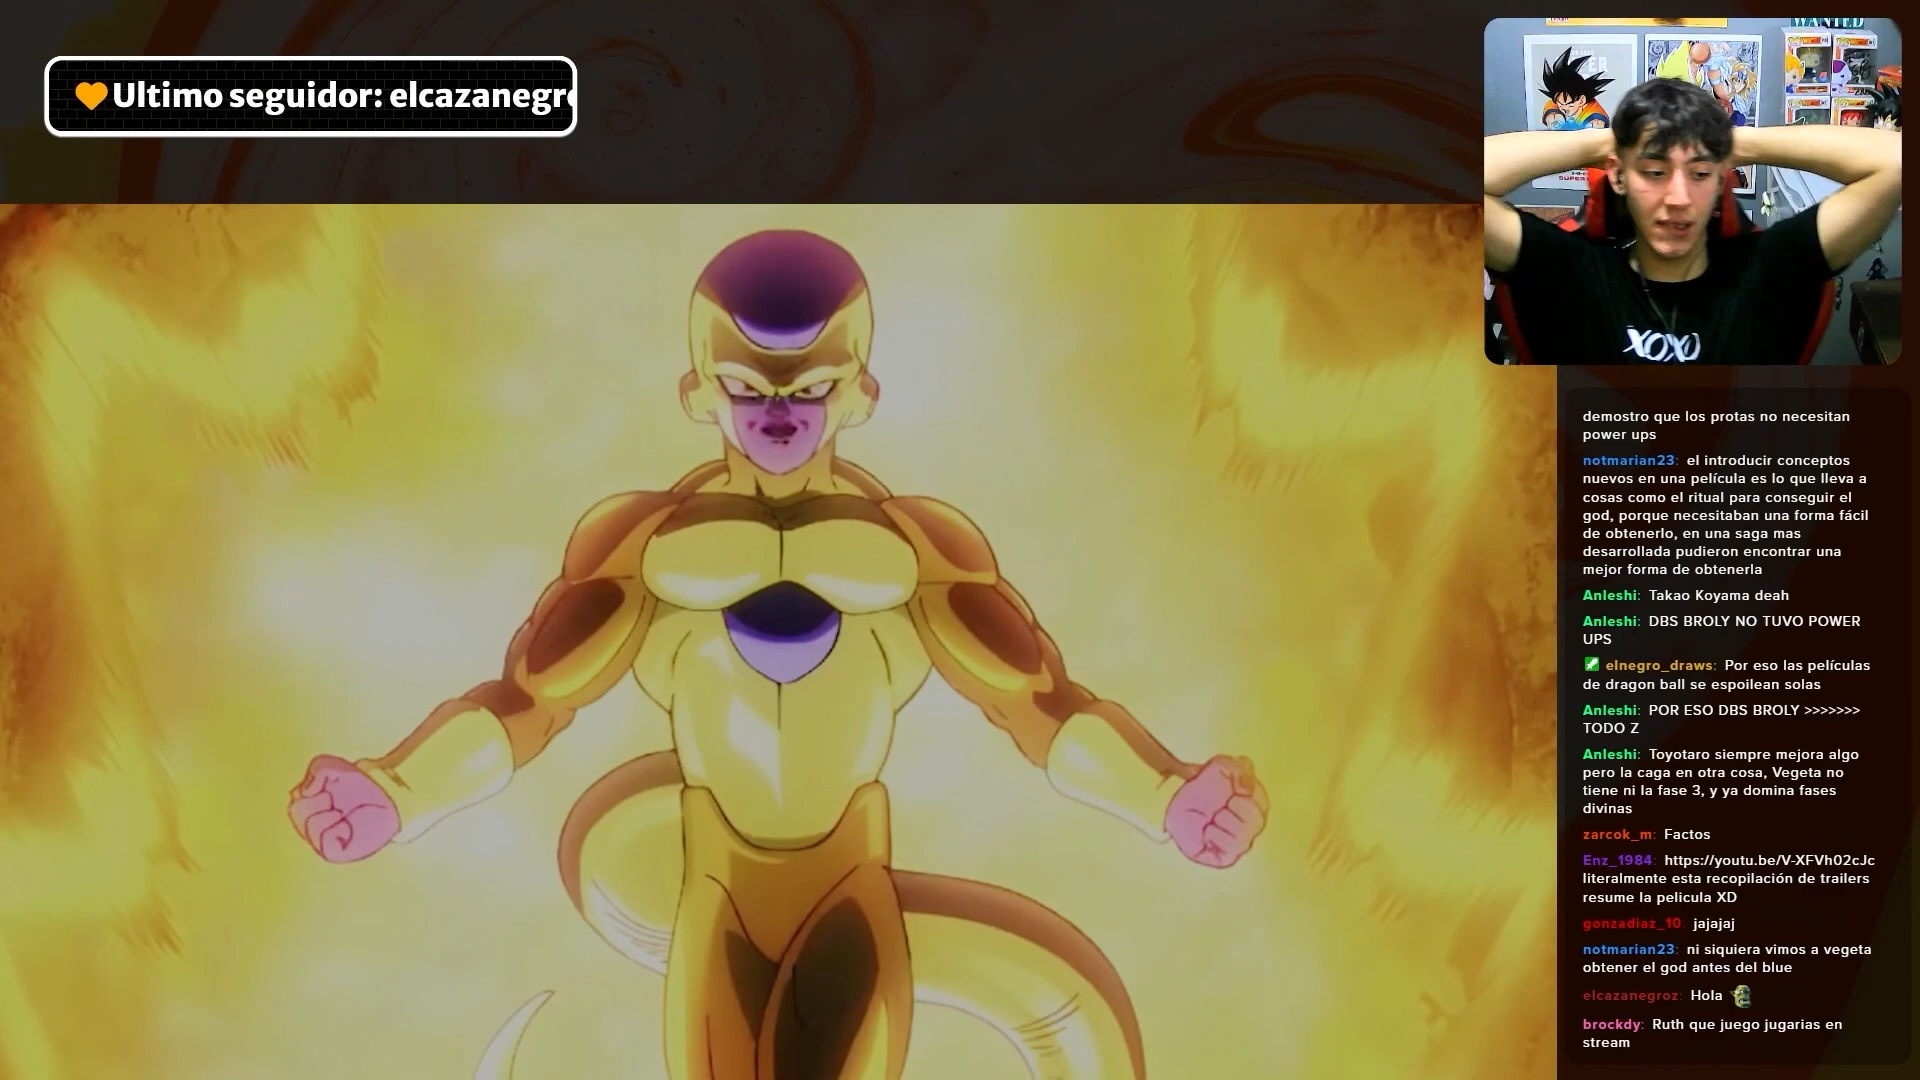 Ultimo seguidor: elcazanegr
WANTED
ER
SUPER
XOXO
demostro que los protas no necesitan
power ups
notmarian23: el introducir conceptos
nuevos en una película es lo que lleva a
cosas como el ritual para conseguir el
god, porque necesitaban una forma fácil
de obtenerlo, en una saga mas
desarrollada pudieron encontrar una
mejor forma de obtenerla
Anleshi: Takao Koyama deah
Anleshi: DBS BROLY NO TUVO POWER
UPS
elnegro_draws: Por eso las películas
de dragon ball se espoilean solas
Anleshi: POR ESO DBS BROLY >>>>>>>
TODO Z
Anleshi: Toyotaro siempre mejora algo
pero la caga en otra cosa, Vegeta no
tiene ni la fase 3, y ya domina fases
divinas
zarcok_m: Factos
Enz_1984: https://youtu.be/V-XFVh02cJc
literalmente esta recopilación de trailers
resume la pelicula XD
gonzadiaz_10: jajajaj
notmarian23: ni siquiera vimos a vegeta
obtener el god antes del blue
elcazanegroz: Hola
brockdy: Ruth que juego jugarias en
stream